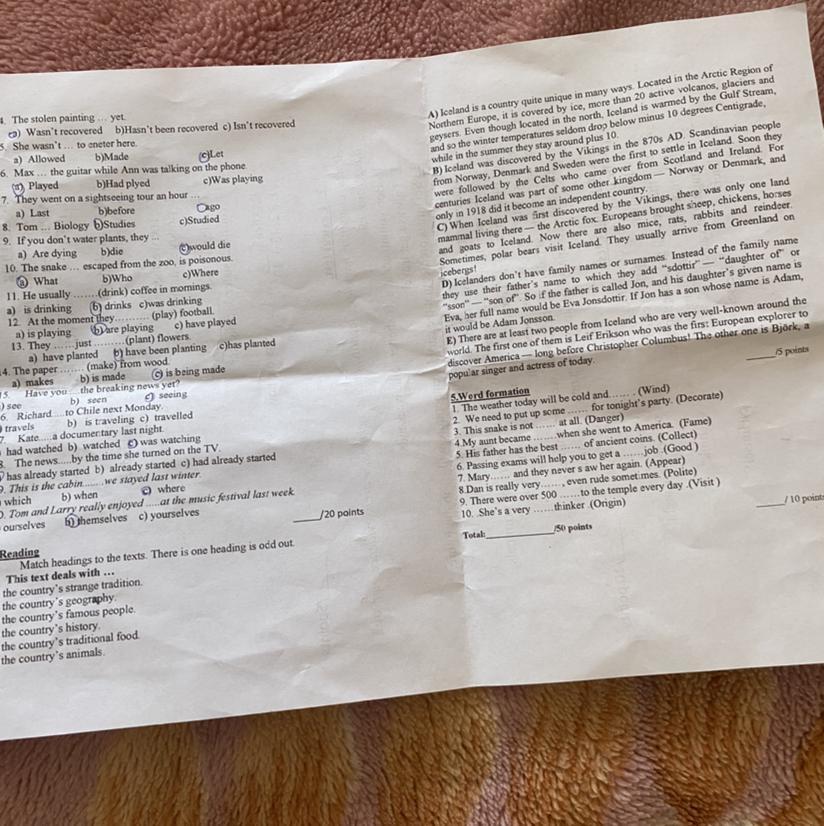 4. The stolen painting … yet.
a) Wasn't recovered b)Hasn't been recovered c) Isn't recovered
5. She wasn't … to eneter here.
a) Allowed b)Made c)Let
6. Max … the guitar while Ann was talking on the phone.
a) Played b)Had plyed c)Was playing
7. They went on a sightseeing tour an hour …
a) Last b)before c)ago
8. Tom … Biology b)Studies c)Studied
9. If you don't water plants, they …
a) Are dying b)die c)would die
10. The snake … escaped from the zoo, is poisonous.
a) What b)Who c)Where
11. He usually …….(drink) coffee in mornings.
a) is drinking b) drinks c)was drinking
12. At the moment they………. (play) football.
a) is playing b) are playing c) have played
13. They …..just ……….(plant) flowers.
a) have planted b) have been planting c)has planted
14. The paper ……. (make) from wood.
a) makes b) is made c) is being made
15. Have you ….the breaking news yet?
) see b) seen c) seeing
6. Richard….to Chile next Monday.
) travels b) is traveling c) travelled
7. Kate….a documentary last night.
had watched b) watched c) was watching
8. The news…..by the time she turned on the TV.
has already started b) already started c) had already started
9. This is the cabin…….we stayed last winter.
which b) when c) where
0. Tom and Larry really enjoyed …..at the music festival last week.
ourselves b) themselves c) yourselves
______/20 points
Reading
Match headings to the texts. There is one heading is odd out.
This text deals with …
the country's strange tradition.
the country's geography.
the country's famous people.
the country's history.
the country's traditional food.
the country's animals.
A) Iceland is a country quite unique in many ways. Located in the Arctic Region of
Northern Europe, it is covered by ice, more than 20 active volcanos, glaciers and
geysers. Even though located in the north, Iceland is warmed by the Gulf Stream,
and so the winter temperatures seldom drop below minus 10 degrees Centigrade,
while in the summer they stay around plus 10.
B) Iceland was discovered by the Vikings in the 870s AD. Scandinavian people
from Norway, Denmark and Sweden were the first to settle in Iceland. Soon they
were followed by the Celts who came over from Scotland and Ireland. For
centuries Iceland was part of some other kingdom — Norway or Denmark, and
only in 1918 did it become an independent country.
C) When Iceland was first discovered by the Vikings, there was only one land
mammal living there — the Arctic fox. Europeans brought sheep, chickens, horses
and goats to Iceland. Now there are also mice, rats, rabbits and reindeer.
Sometimes, polar bears visit Iceland. They usually arrive from Greenland on
icebergs!
D) Icelanders don't have family names or surnames. Instead of the family name
they use their father's name to which they add "sdottir" — "daughter of" or
"sson" — "son of". So if the father is called Jon, and his daughter's given name is
Eva, her full name would be Eva Jonsdottir. If Jon has a son whose name is Adam,
it would be Adam Jonsson.
E) There are at least two people from Iceland who are very well-known around the
world. The first one of them is Leif Erikson who was the first European explorer to
discover America — long before Christopher Columbus! The other one is Björk, a
popular singer and actress of today.
______/5 points
5.Word formation
1. The weather today will be cold and……. . (Wind)
2. We need to put up some ……. for tonight's party. (Decorate)
3. This snake is not …… at all. (Danger)
4.My aunt became …….when she went to America. (Fame)
5. His father has the best …… of ancient coins. (Collect)
6. Passing exams will help you to get a ……job .(Good )
7. Mary…… and they never s aw her again. (Appear)
8.Dan is really very……. , even rude sometimes. (Polite)
9. There were over 500 ……to the temple every day .(Visit )
10. .She's a very ……thinker .(Origin)
______/ 10 points
Total:____________/50 points